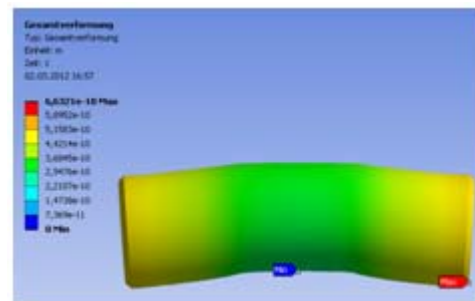 Gesamtverformung
Typ: Gesamtverformung
Einheit: m
Zeit: 1
02.05.2012 16:57
6,6321e-10 Max
5,8952e-10
5,1583e-10
4,4214e-10
3,6845e-10
2,9476e-10
2,2107e-10
1,4738e-10
7,369e-11
0 Min
Min
Max